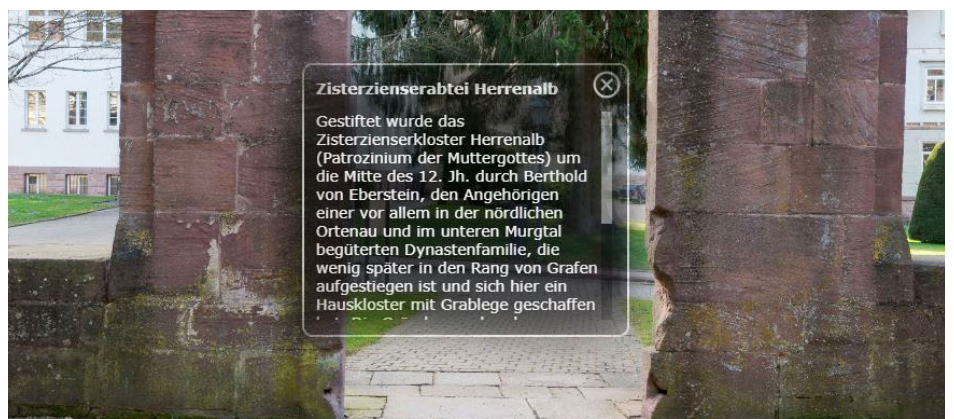 Zisterzienserabtei Herrenalb
Gestiftet wurde das
Zisterzienserkloster Herrenalb
(Patrozinium der Muttergottes) um
die Mitte des 12. Jh. durch Berthold
von Eberstein, den Angehörigen
einer vor allem in der nördlichen
Ortenau und im unteren Murgtal
begüterten Dynastenfamilie, die
wenig später in den Rang von Grafen
aufgestiegen ist und sich hier ein
Hauskloster mit Grablege geschaffen